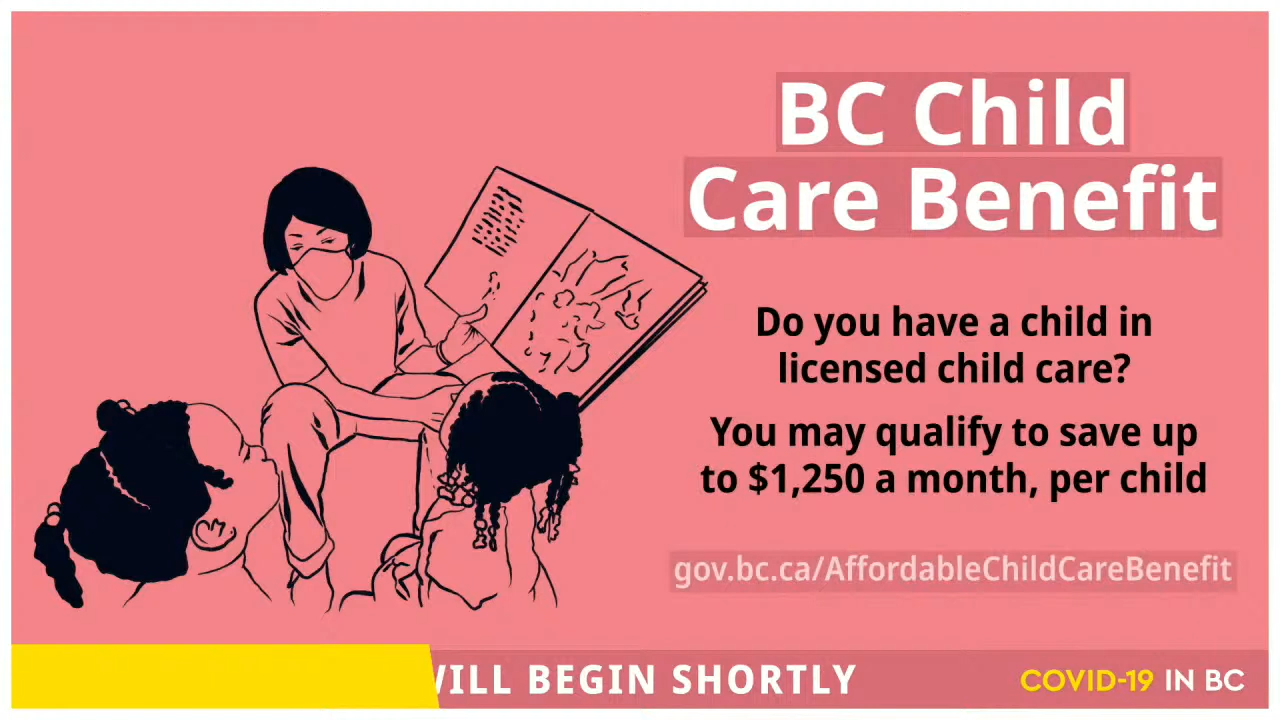 BC Child
Care Benefit
Do you have a child in
licensed child care?
You may qualify to save up
to $1,250 a month, per child
gov.bc.ca/AffordableChildCareBenefit
WILL BEGIN SHORTLY
COVID-19 IN BC